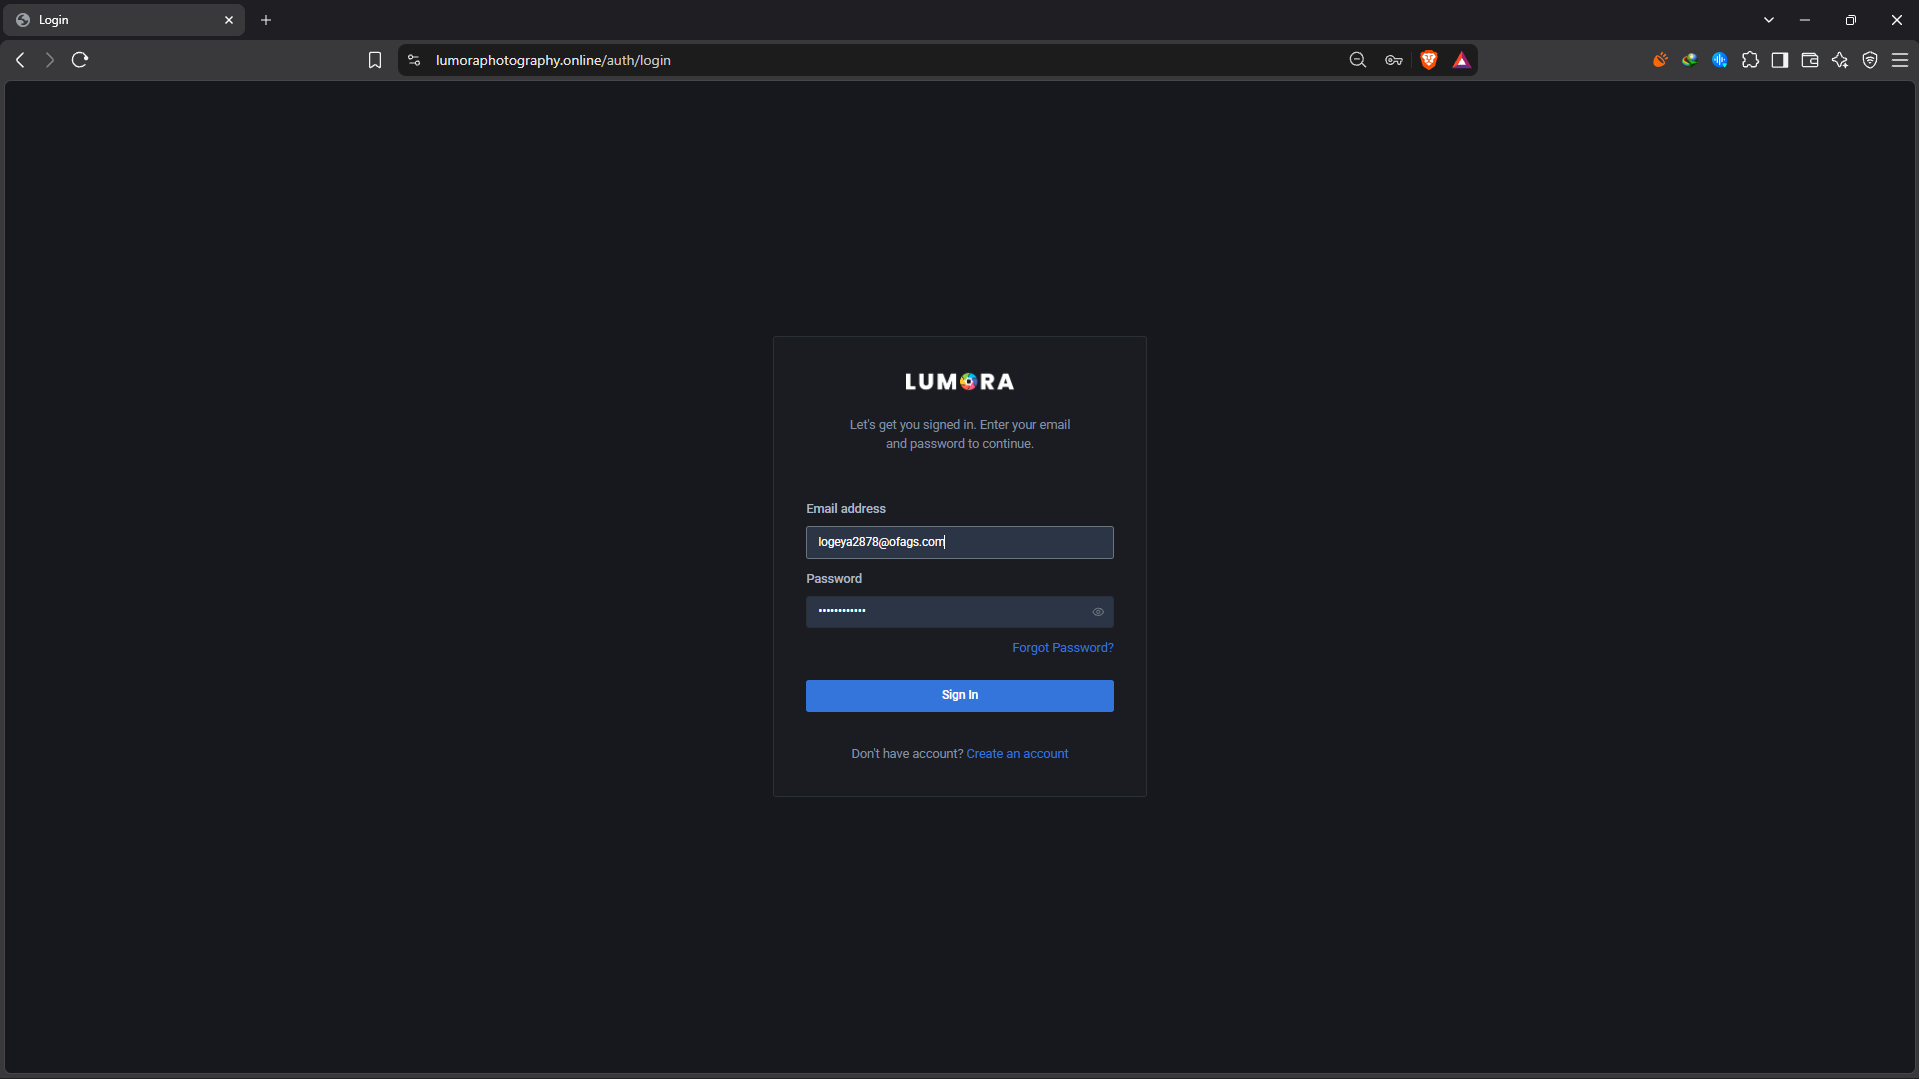 Login
lumoraphotography.online/auth/login
LUMORA
Let's get you signed in. Enter your email
and password to continue.
Email address
logeya2878@ofags.com
Password
••••••••••••
Forgot Password?
Sign In
Don't have account? Create an account